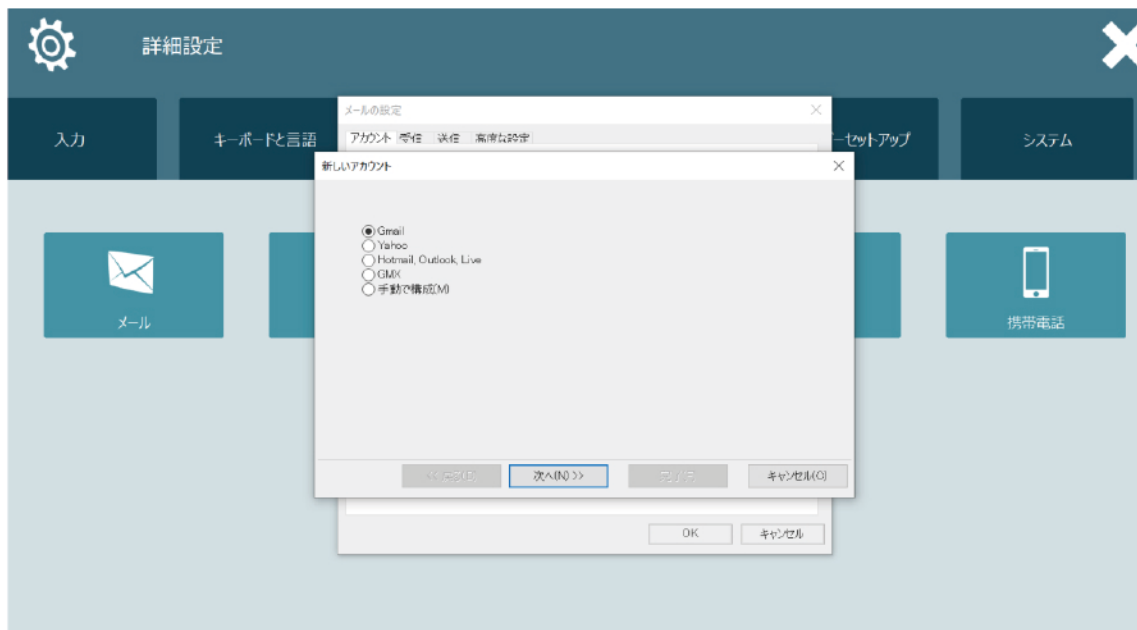 詳細設定
入力
キーボードと言語
ーセットアップ
システム
メールの設定
アカウント 受信 送信 高度な設定
新しいアカウント
Gmail
Yahoo
Hotmail, Outlook, Live
GMX
手動で構成(M)
次へ(N) >>
キャンセル(O)
OK
キャンセル
メール
携帯電話